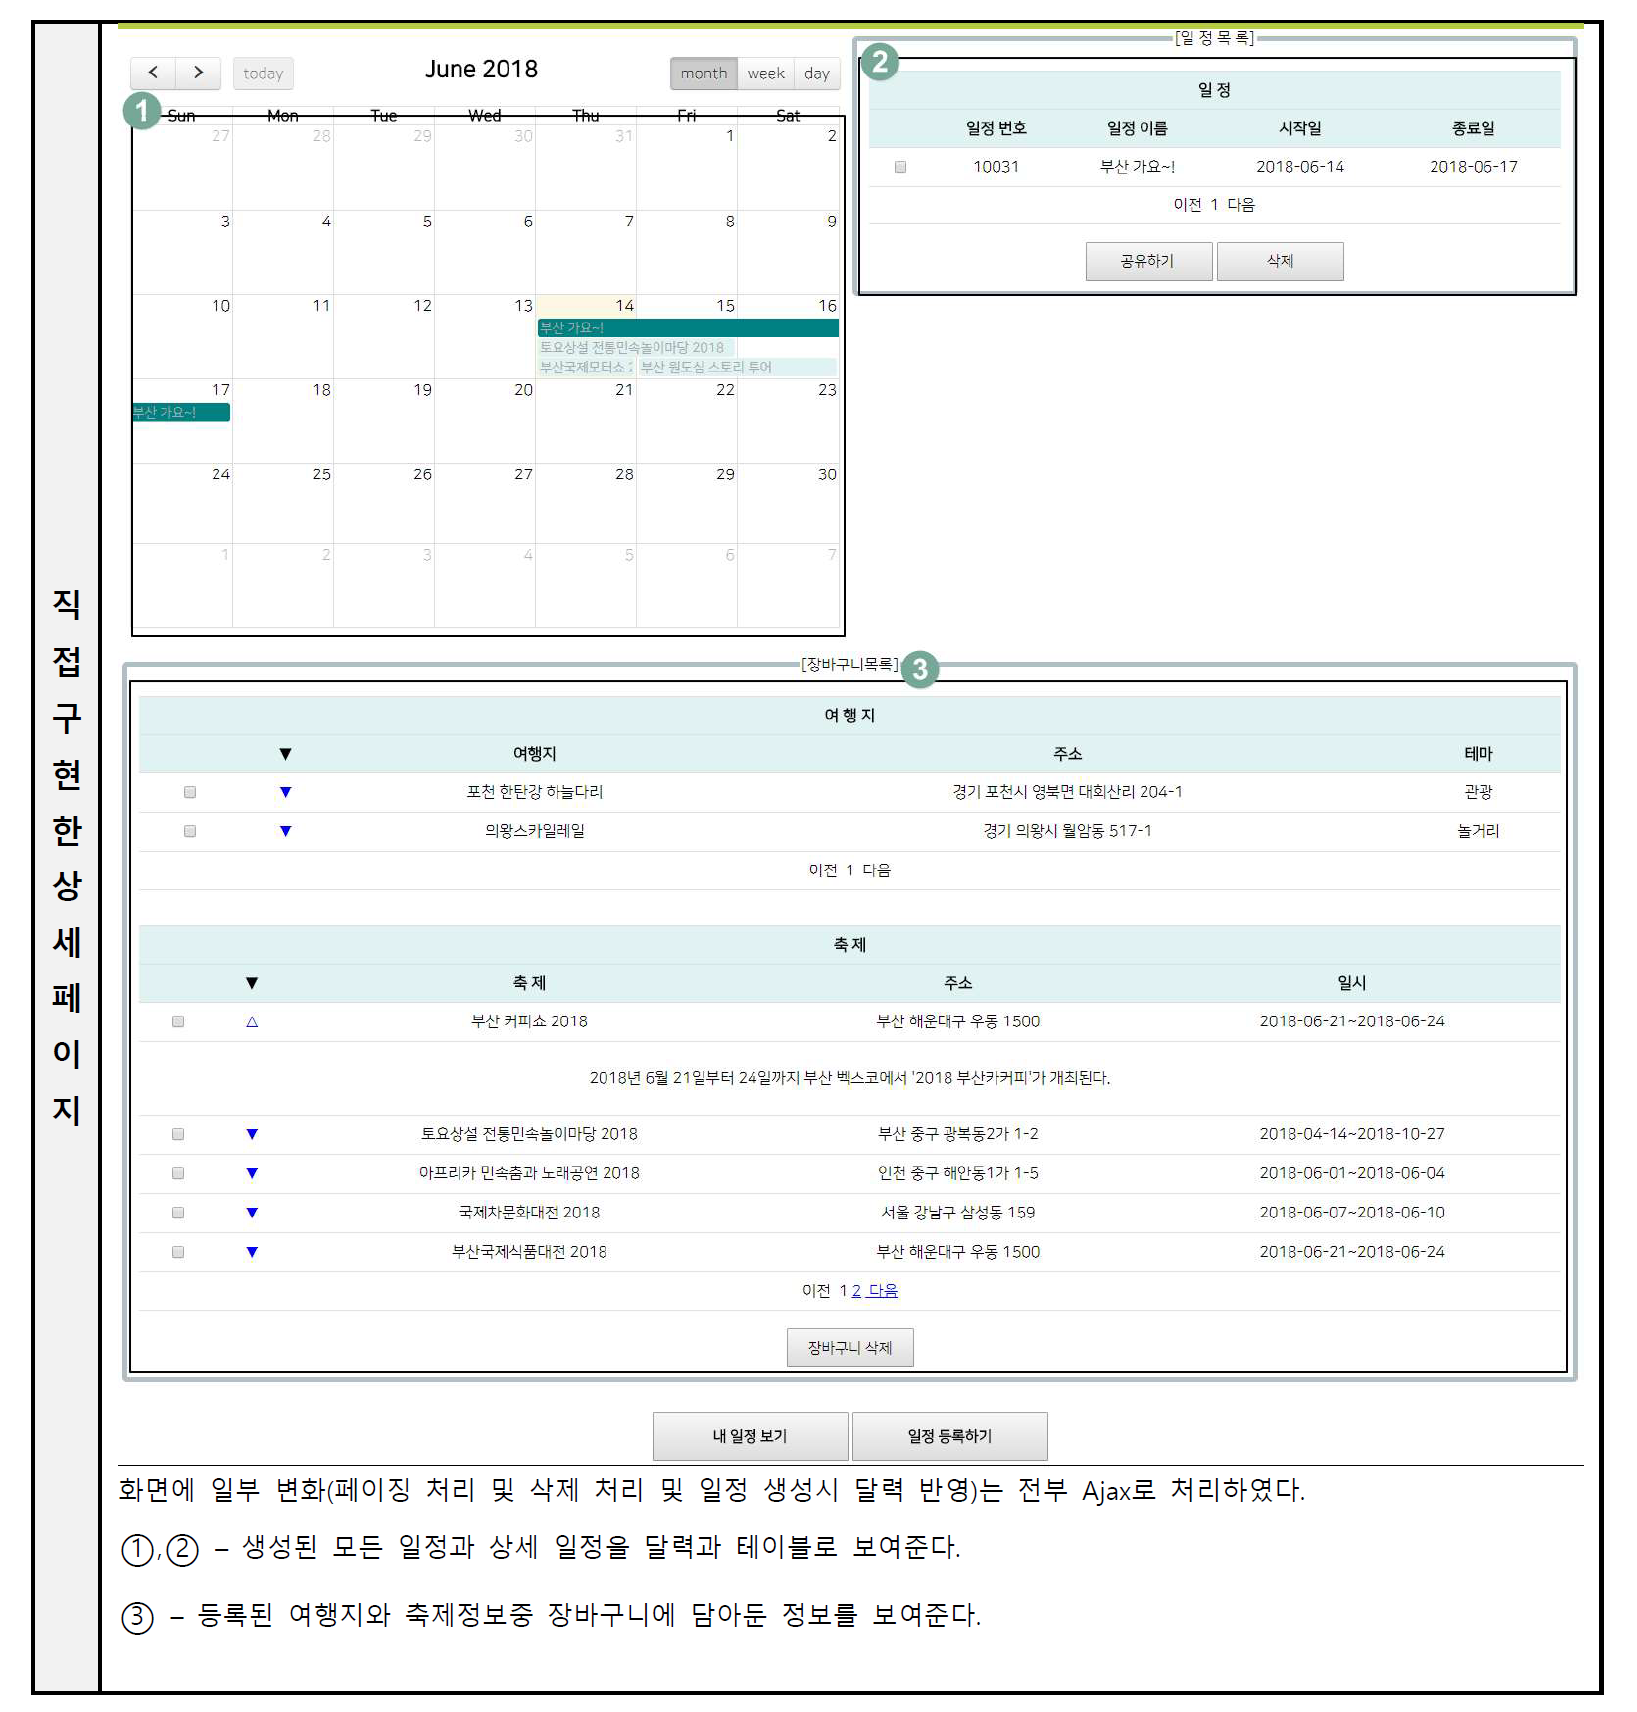 직
접
구
현
한
상
세
페
이
지
< > today June 2018 month week day
1
Sun Mon Tue Wed Thu Fri Sat
27 28 29 30 31 1 2
3 4 5 6 7 8 9
10 11 12 13 14 15 16
부산 가요~!
토요상설 전통민속놀이마당 2018
부산국제모터쇼 2 부산 원도심 스토리 투어
17 18 19 20 21 22 23
부산 가요~!
24 25 26 27 28 29 30
1 2 3 4 5 6 7
[일 정 목 록]
2
일 정
일정 번호 일정 이름 시작일 종료일
10031 부산 가요~! 2018-06-14 2018-06-17
이전 1 다음
공유하기 삭제
[장바구니목록] 3
여 행 지
▼ 여행지 주소 테마
▼ 포천 한탄강 하늘다리 경기 포천시 영북면 대회산리 204-1 관광
▼ 의왕스카일레일 경기 의왕시 월암동 517-1 놀거리
이전 1 다음
축 제
▼ 축 제 주소 일시
△ 부산 커피쇼 2018 부산 해운대구 우동 1500 2018-06-21~2018-06-24
2018년 6월 21일부터 24일까지 부산 벡스코에서 '2018 부산카커피'가 개최된다.
▼ 토요상설 전통민속놀이마당 2018 부산 중구 광복동2가 1-2 2018-04-14~2018-10-27
▼ 아프리카 민속춤과 노래공연 2018 인천 중구 해안동1가 1-5 2018-06-01~2018-06-04
▼ 국제차문화대전 2018 서울 강남구 삼성동 159 2018-06-07~2018-06-10
▼ 부산국제식품대전 2018 부산 해운대구 우동 1500 2018-06-21~2018-06-24
이전 1 2 다음
장바구니 삭제
내 일정 보기 일정 등록하기
화면에 일부 변화(페이징 처리 및 삭제 처리 및 일정 생성시 달력 반영)는 전부 Ajax로 처리하였다.
①,② – 생성된 모든 일정과 상세 일정을 달력과 테이블로 보여준다.
③ – 등록된 여행지와 축제정보중 장바구니에 담아둔 정보를 보여준다.